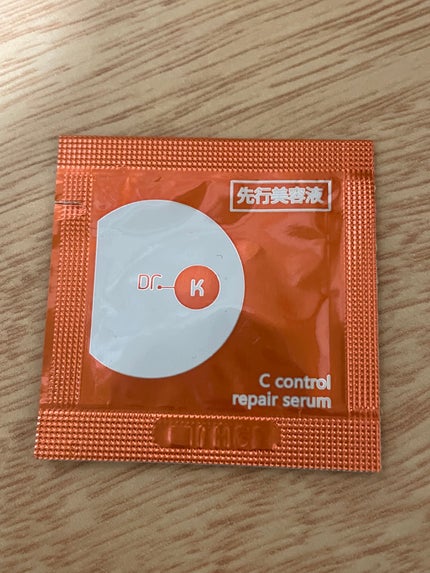 先行美容液
Dr. K
C control
repair serum